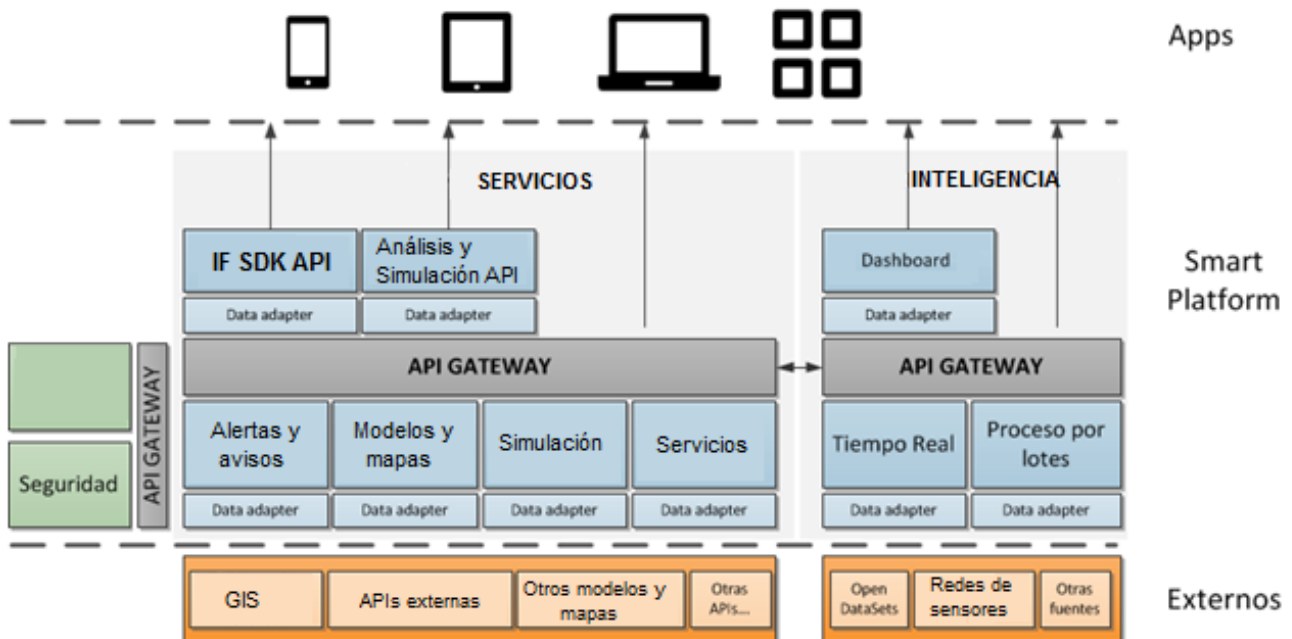 Apps
SERVICIOS
INTELIGENCIA
IF SDK API
Análisis y
Simulación API
Dashboard
Smart
Platform
Data adapter
Data adapter
Data adapter
API GATEWAY
API GATEWAY
API GATEWAY
Seguridad
Alertas y
avisos
Modelos y
mapas
Simulación
Servicios
Tiempo Real
Proceso por
lotes
Data adapter
Data adapter
Data adapter
Data adapter
Data adapter
Data adapter
GIS
APIs externas
Otros modelos y
mapas
Otras
APIs...
Open
DataSets
Redes de
sensores
Otras
fuentes
Externos